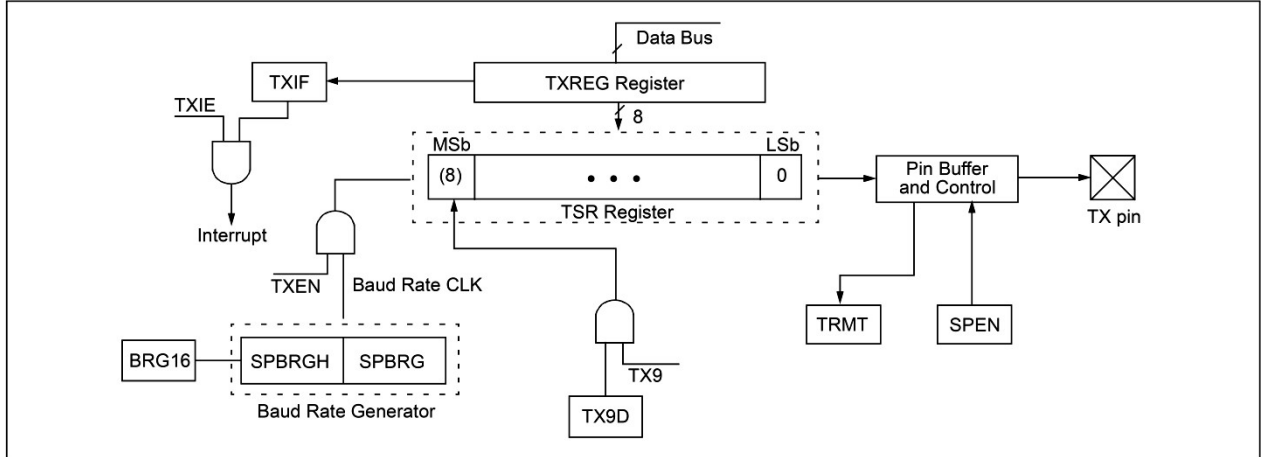 Data Bus
TXIF
TXREG Register
TXIE
8
MSb
LSb
(8)
• • •
0
Pin Buffer
and Control
TSR Register
TX pin
Interrupt
TXEN
Baud Rate CLK
TRMT
SPEN
BRG16
SPBRGH
SPBRG
TX9
Baud Rate Generator
TX9D